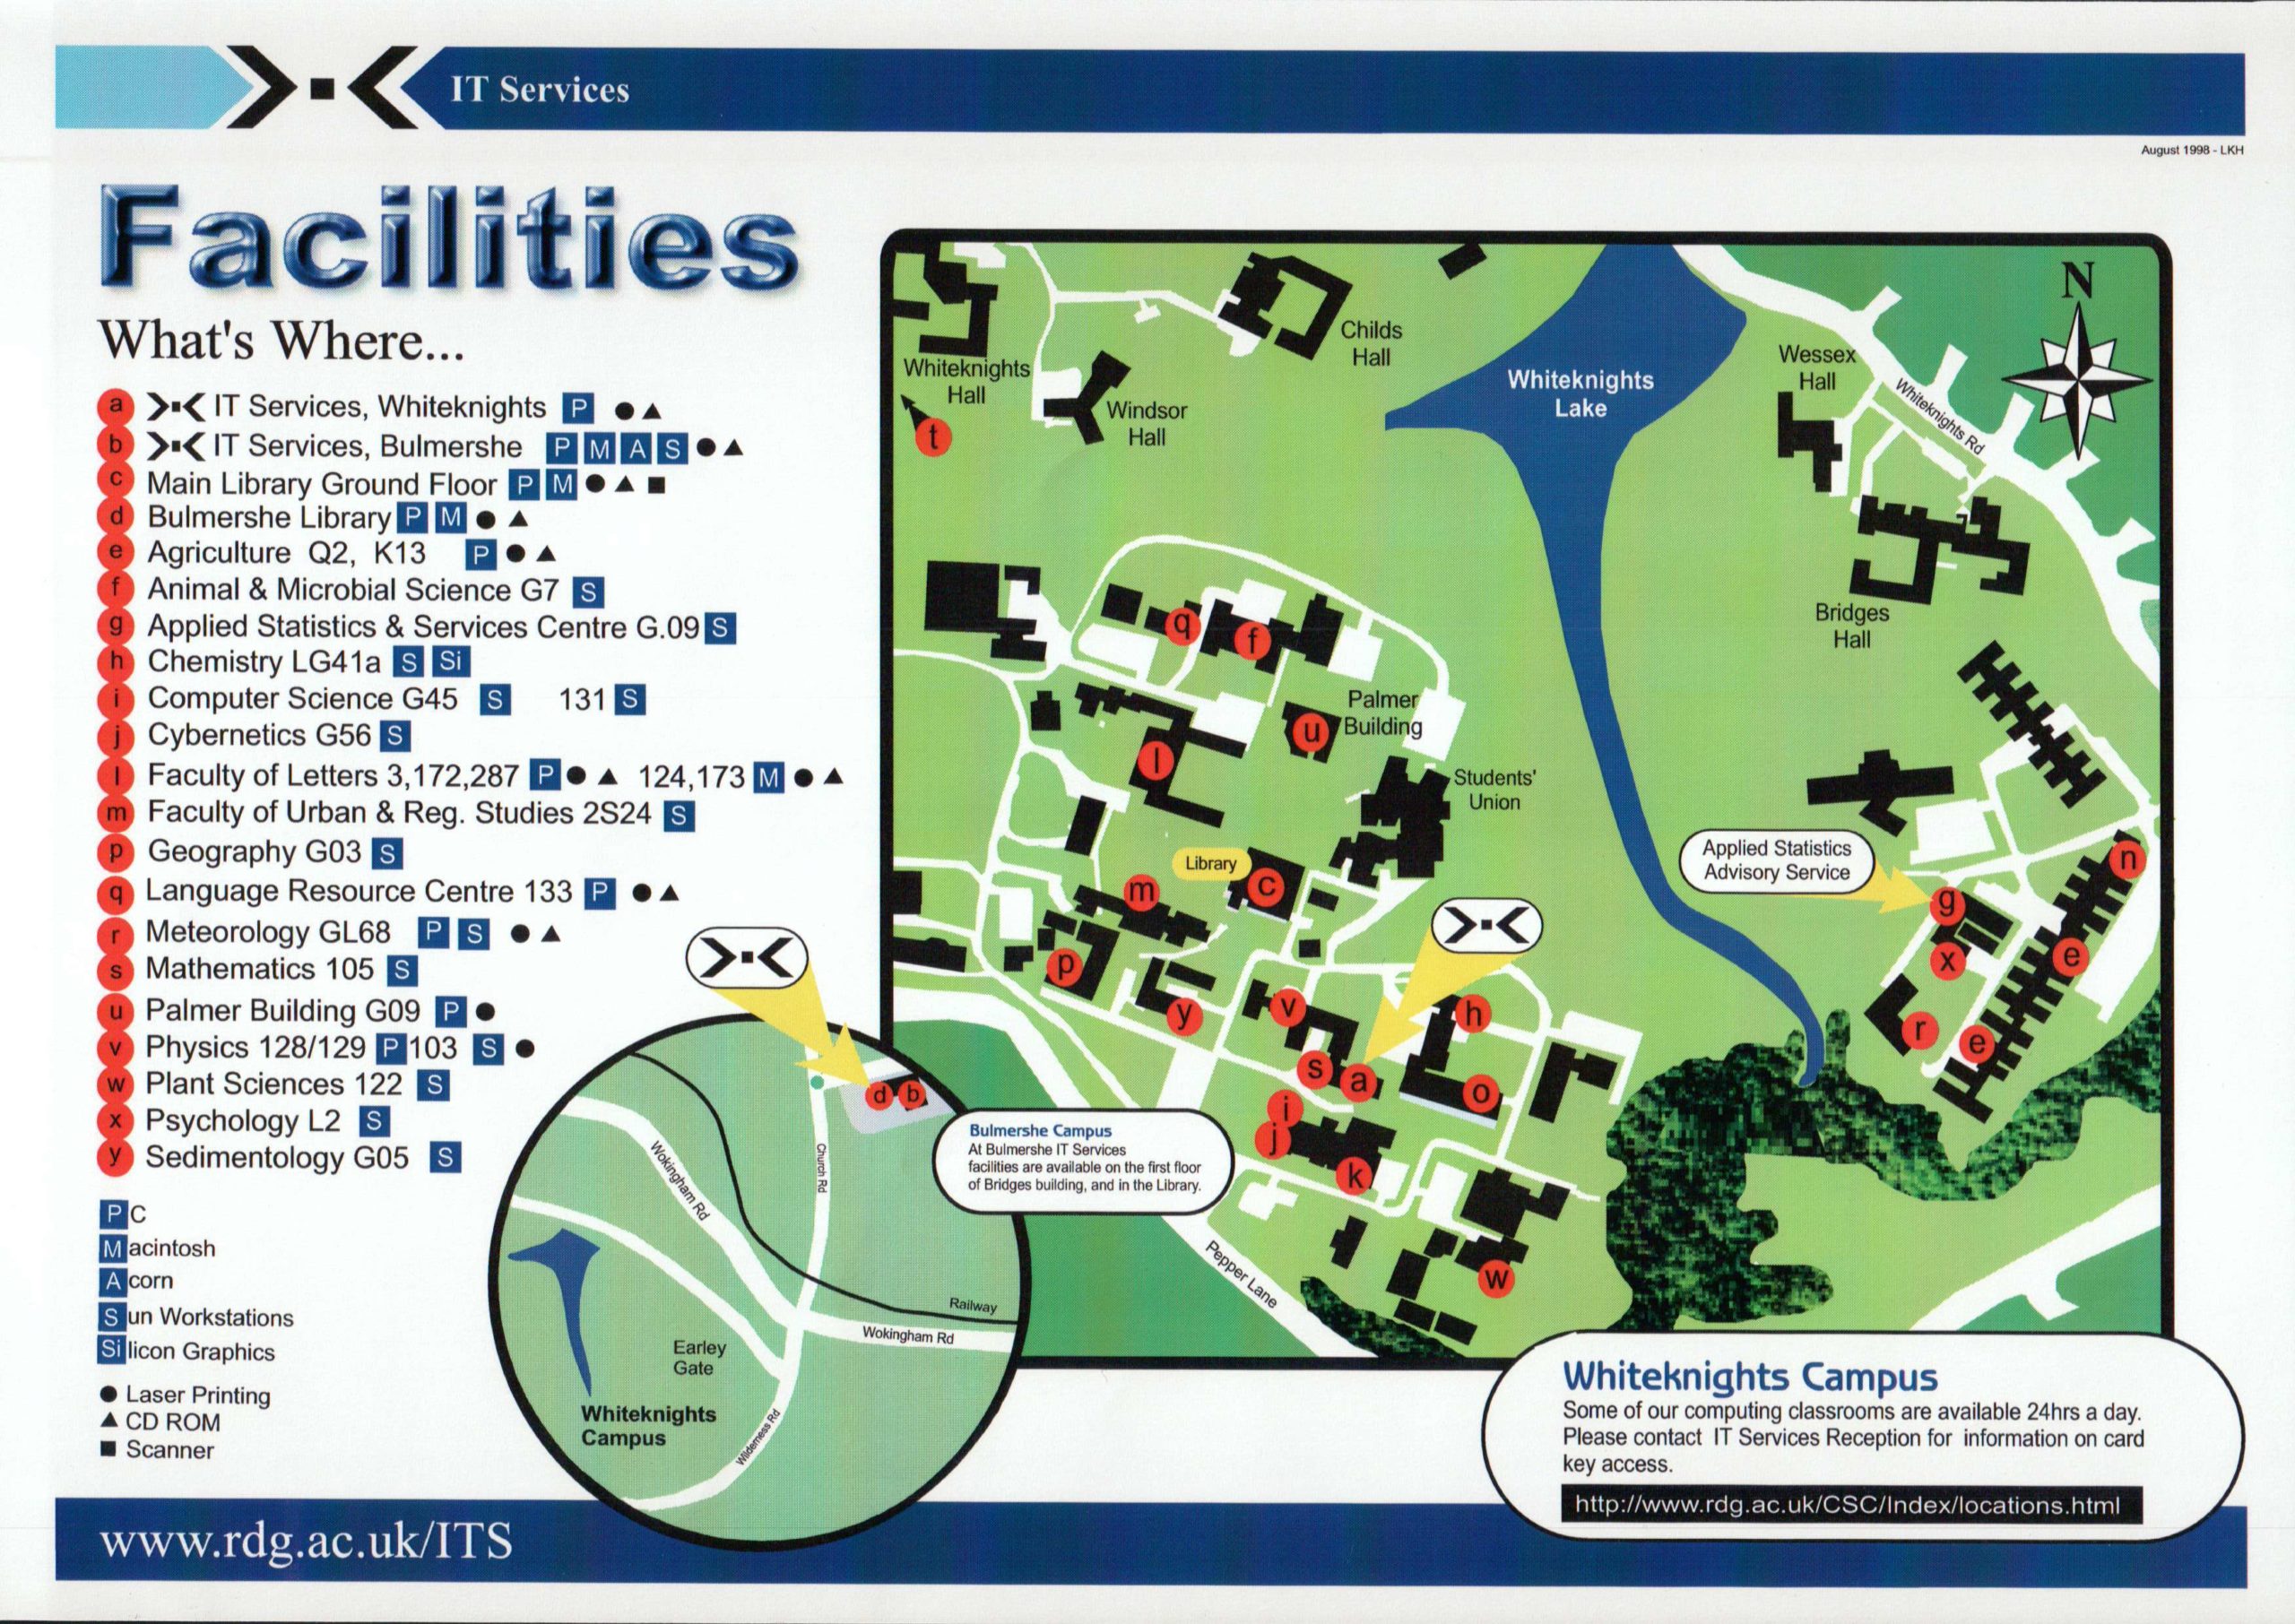 IT Services
August 1998 - LKH
Facilities
What's Where...
a IT Services, Whiteknights P ● ▲
b IT Services, Bulmershe P M A S ● ▲
c Main Library Ground Floor P M ● ▲ ■
d Bulmershe Library P M ● ▲
e Agriculture Q2, K13 P ● ▲
f Animal & Microbial Science G7 S
g Applied Statistics & Services Centre G.09 S
h Chemistry LG41a S Si
i Computer Science G45 S 131 S
j Cybernetics G56 S
l Faculty of Letters 3,172,287 P ● ▲ 124,173 M ● ▲
m Faculty of Urban & Reg. Studies 2S24 S
p Geography G03 S
q Language Resource Centre 133 P ● ▲
r Meteorology GL68 P S ● ▲
s Mathematics 105 S
u Palmer Building G09 P ●
v Physics 128/129 P 103 S ●
w Plant Sciences 122 S
x Psychology L2 S
y Sedimentology G05 S
PC
Macintosh
Acorn
Sun Workstations
Silicon Graphics
● Laser Printing
▲ CD ROM
■ Scanner
Whiteknights
Hall
t
Windsor
Hall
Childs
Hall
Whiteknights
Lake
Wessex
Hall
Whiteknights Rd
N
Bridges
Hall
q
f
Palmer
Building
u
l
Students'
Union
Library
c
m
p
y
v
h
s
a
o
i
j
k
w
Pepper Lane
Applied Statistics
Advisory Service
g
n
x
e
r
e
d b
Bulmershe Campus
At Bulmershe IT Services
facilities are available on the first floor
of Bridges building, and in the Library.
Church Rd
Wokingham Rd
Railway
Wokingham Rd
Earley
Gate
Whiteknights
Campus
Wilderness Rd
Whiteknights Campus
Some of our computing classrooms are available 24hrs a day.
Please contact IT Services Reception for information on card
key access.
http://www.rdg.ac.uk/CSC/Index/locations.html
www.rdg.ac.uk/ITS